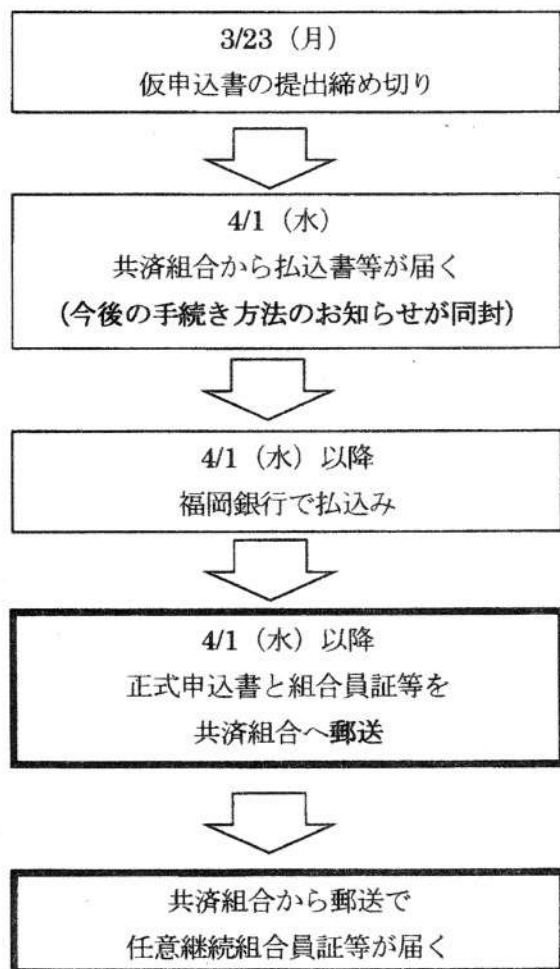 3/23（月）
仮申込書の提出締め切り
4/1（水）
共済組合から払込書等が届く
（今後の手続き方法のお知らせが同封）
4/1（水）以降
福岡銀行で払込み
4/1（水）以降
正式申込書と組合員証等を
共済組合へ郵送
共済組合から郵送で
任意継続組合員証等が届く